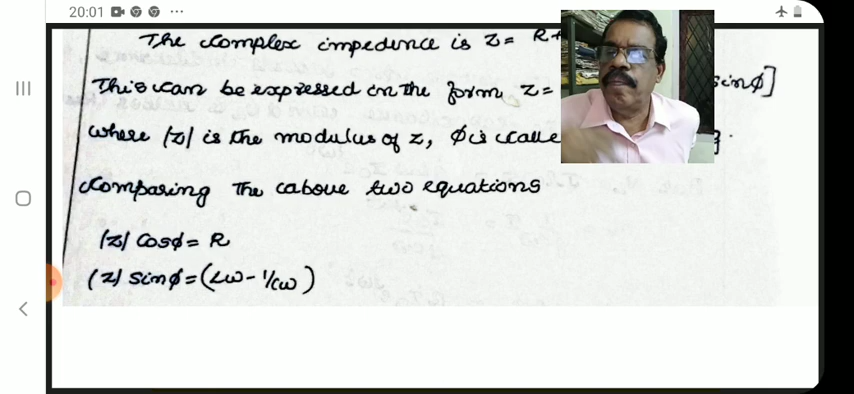 20:01
The complex impedence is Z = R+
This can be expressed in the form Z = sinφ]
where |z| is the modulus of z, φ is calle
Comparing the above two equations
|z| cosφ = R
|z| sinφ = (Lω - 1/cω)